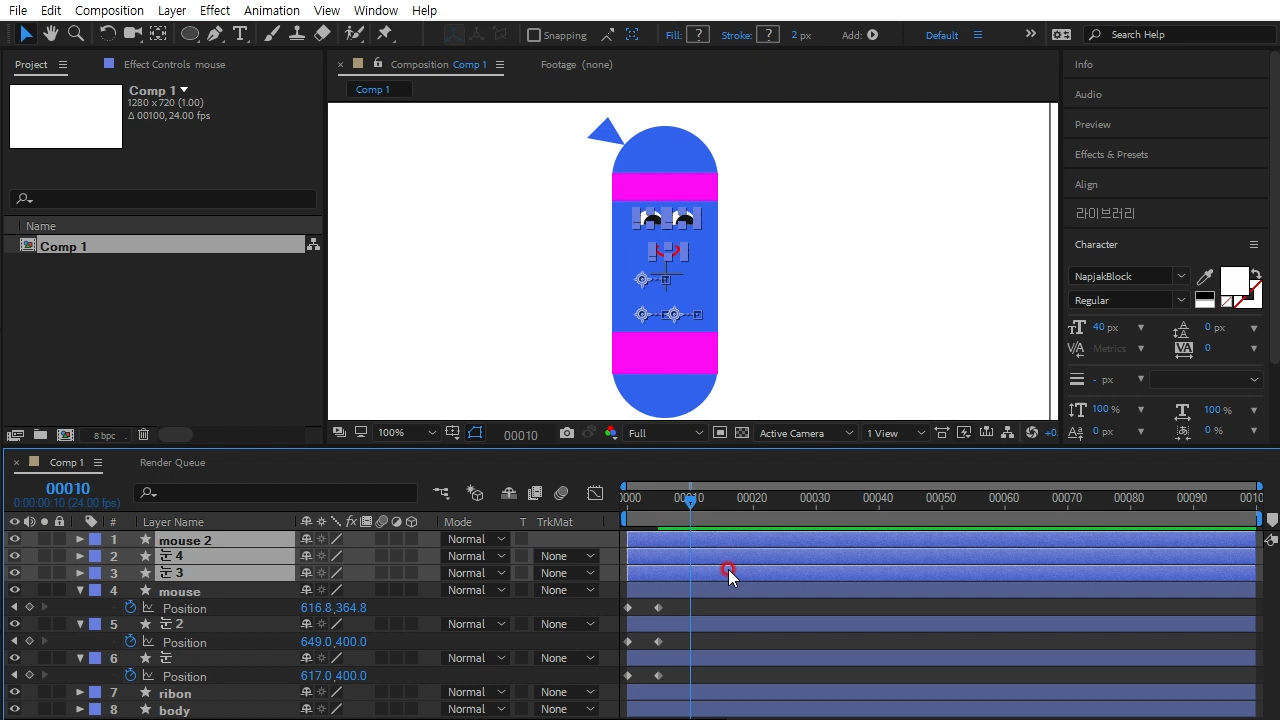 File Edit Composition Layer Effect Animation View Window Help
Snapping Fill: ? Stroke: ? 2 px Add: Default Search Help
Project Effect Controls mouse Composition Comp 1 Footage (none) Info
Comp 1
1280 x 720 (1.00)
Δ 00100, 24.00 fps
Comp 1
Audio
Preview
Effects & Presets
Align
라이브러리
Name
Comp 1
Character
NapjakBlock
Regular
40 px 0 px
Metrics 0
- px
100 % 100 %
0 px 0 %
8 bpc 100% 00010 Full Active Camera 1 View +0.
Comp 1 Render Queue
00010
0:00:00:10 (24.00 fps)
0000 00010 00020 00030 00040 00050 00060 00070 00080 00090 0010
# Layer Name Mode T TrkMat
1 mouse 2 Normal
2 눈 4 Normal None
3 눈 3 Normal None
4 mouse Normal None
Position 616.8,364.8
5 눈 2 Normal None
Position 649.0,400.0
6 눈 Normal None
Position 617.0,400.0
7 ribon Normal None
8 body Normal None